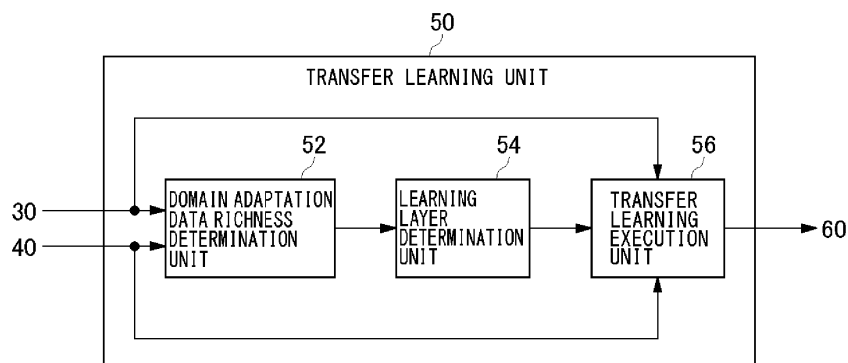 50
TRANSFER LEARNING UNIT
52
54
56
30
40
DOMAIN ADAPTATION
DATA RICHNESS
DETERMINATION
UNIT
LEARNING
LAYER
DETERMINATION
UNIT
TRANSFER
LEARNING
EXECUTION
UNIT
60